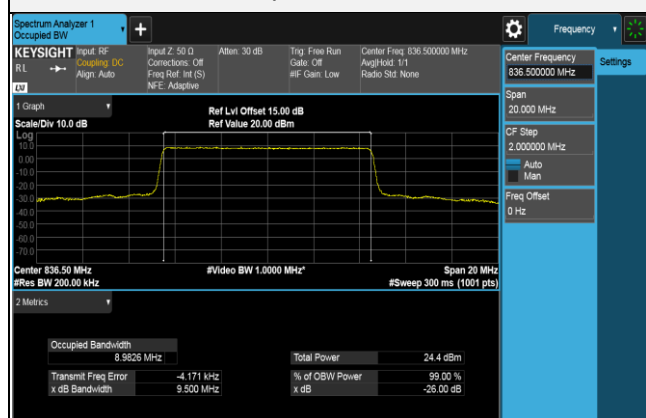 Spectrum Analyzer 1
Occupied BW
+
Frequency
KEYSIGHT Input: RF Input Z: 50 Ω Atten: 30 dB Trig: Free Run Center Freq: 836.500000 MHz
RL Coupling: DC Corrections: Off Gate: Off Avg|Hold: 1/1
Align: Auto Freq Ref: Int (S) #IF Gain: Low Radio Std: None
LXI NFE: Adaptive
Center Frequency
836.500000 MHz
Settings
Span
20.000 MHz
CF Step
2.000000 MHz
Auto
Man
Freq Offset
0 Hz
1 Graph
Ref Lvl Offset 15.00 dB
Scale/Div 10.0 dB Ref Value 20.00 dBm
Log
10.0
0.00
-10.0
-20.0
-30.0
-40.0
-50.0
-60.0
-70.0
Center 836.50 MHz #Video BW 1.0000 MHz* Span 20 MHz
#Res BW 200.00 kHz #Sweep 300 ms (1001 pts)
2 Metrics
Occupied Bandwidth
8.9826 MHz Total Power 24.4 dBm
Transmit Freq Error -4.171 kHz % of OBW Power 99.00 %
x dB Bandwidth 9.500 MHz x dB -26.00 dB